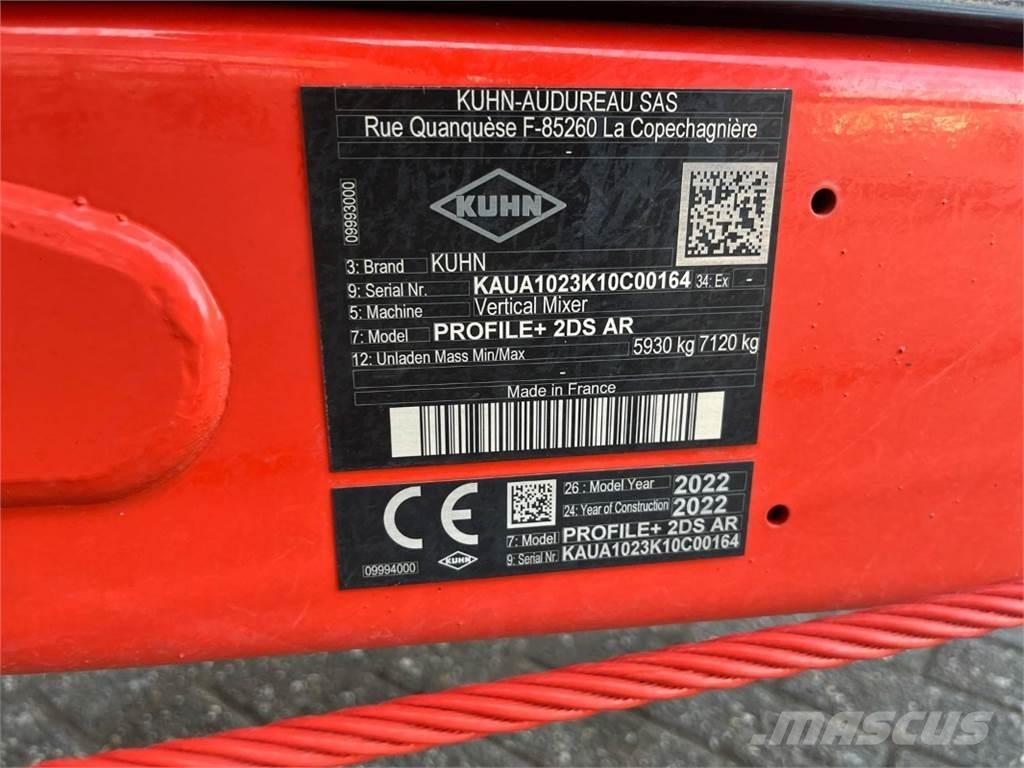 KUHN-AUDUREAU SAS
Rue Quanquèse F-85260 La Copechagnière
-
09993000
KUHN
3: Brand KUHN
9: Serial Nr. KAUA1023K10C00164 34: Ex -
5: Machine Vertical Mixer
7: Model PROFILE+ 2DS AR
12: Unladen Mass Min/Max 5930 kg 7120 kg
-
Made in France
CE
26 : Model Year 2022
24: Year of Construction 2022
7: Model PROFILE+ 2DS AR
9: Serial Nr. KAUA1023K10C00164
09994000
KUHN
MASCUS